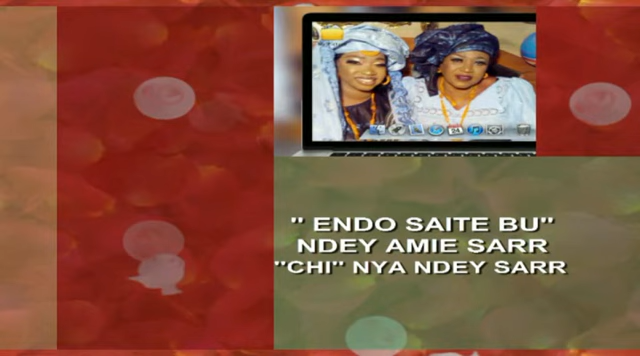 " ENDO SAITE BU"
NDEY AMIE SARR
"CHI" NYA NDEY SARR